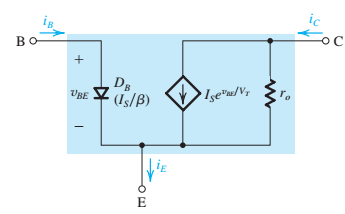 i_B
i_C
B
C
+
v_BE
D_B
(I_S/β)
I_S e^{v_BE/V_T}
r_o
−
i_E
E